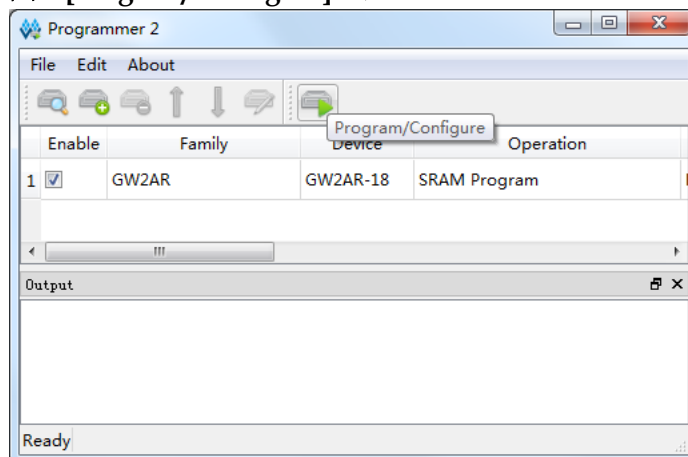 Programmer 2
File Edit About
Program/Configure
Enable Family Device Operation
1 GW2AR GW2AR-18 SRAM Program
Output
Ready